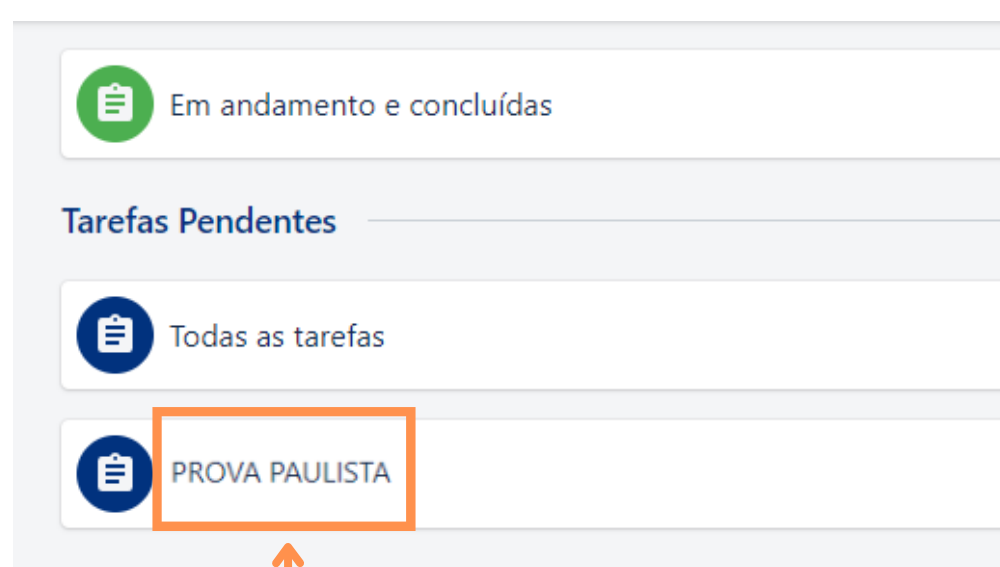 Em andamento e concluídas
Tarefas Pendentes
Todas as tarefas
PROVA PAULISTA